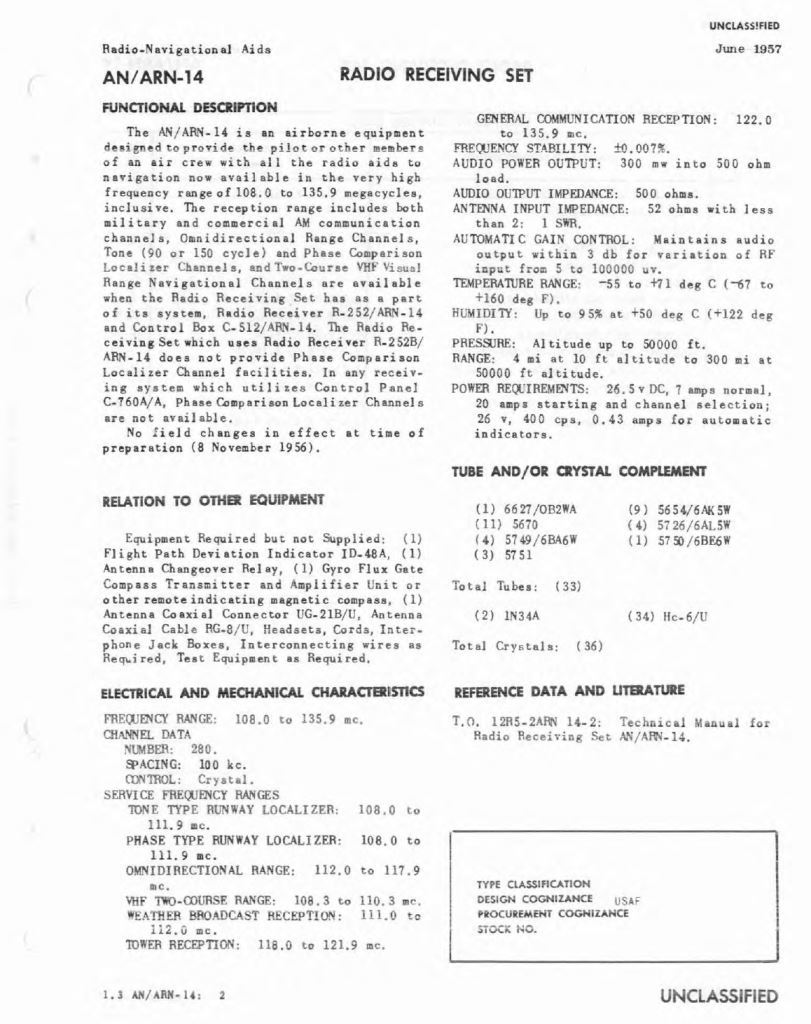 UNCLASSIFIED
Radio-Navigational Aids
June 1957
AN/ARN-14
RADIO RECEIVING SET
FUNCTIONAL DESCRIPTION
The AN/ARN-14 is an airborne equipment
designed to provide the pilot or other members
of an air crew with all the radio aids to
navigation now available in the very high
frequency range of 108.0 to 135.9 megacycles,
inclusive. The reception range includes both
military and commercial AM communication
channels, Omnidirectional Range Channels,
Tone (90 or 150 cycle) and Phase Comparison
Localizer Channels, and Two-Course VHF Visual
Range Navigational Channels are available
when the Radio Receiving Set has as a part
of its system, Radio Receiver R-252/ARN-14
and Control Box C-512/ARN-14. The Radio Re-
ceiving Set which uses Radio Receiver R-252B/
ARN-14 does not provide Phase Comparison
Localizer Channel facilities. In any receiv-
ing system which utilizes Control Panel
C-760A/A, Phase Comparison Localizer Channels
are not available.
No field changes in effect at time of
preparation (8 November 1956).
RELATION TO OTHER EQUIPMENT
Equipment Required but not Supplied: (1)
Flight Path Deviation Indicator ID-48A, (1)
Antenna Changeover Relay, (1) Gyro Flux Gate
Compass Transmitter and Amplifier Unit or
other remote indicating magnetic compass, (1)
Antenna Coaxial Connector UG-21B/U, Antenna
Coaxial Cable RG-8/U, Headsets, Cords, Inter-
phone Jack Boxes, Interconnecting wires as
Required, Test Equipment as Required.
ELECTRICAL AND MECHANICAL CHARACTERISTICS
FREQUENCY RANGE: 108.0 to 135.9 mc.
CHANNEL DATA
NUMBER: 280.
SPACING: 100 kc.
CONTROL: Crystal.
SERVICE FREQUENCY RANGES
TONE TYPE RUNWAY LOCALIZER: 108.0 to
111.9 mc.
PHASE TYPE RUNWAY LOCALIZER: 108.0 to
111.9 mc.
OMNIDIRECTIONAL RANGE: 112.0 to 117.9
mc.
VHF TWO-COURSE RANGE: 108.3 to 110.3 mc.
WEATHER BROADCAST RECEPTION: 111.0 to
112.0 mc.
TOWER RECEPTION: 118.0 to 121.9 mc.
GENERAL COMMUNICATION RECEPTION: 122.0
to 135.9 mc.
FREQUENCY STABILITY: ±0.007%.
AUDIO POWER OUTPUT: 300 mw into 500 ohm
load.
AUDIO OUTPUT IMPEDANCE: 500 ohms.
ANTENNA INPUT IMPEDANCE: 52 ohms with less
than 2: 1 SWR.
AUTOMATIC GAIN CONTROL: Maintains audio
output within 3 db for variation of RF
input from 5 to 100000 uv.
TEMPERATURE RANGE: -55 to +71 deg C (-67 to
+160 deg F).
HUMIDITY: Up to 95% at +50 deg C (+122 deg
F).
PRESSURE: Altitude up to 50000 ft.
RANGE: 4 mi at 10 ft altitude to 300 mi at
50000 ft altitude.
POWER REQUIREMENTS: 26.5 v DC, 7 amps normal,
20 amps starting and channel selection;
26 v, 400 cps, 0.43 amps for automatic
indicators.
TUBE AND/OR CRYSTAL COMPLEMENT
(1) 6627/OB2WA (9) 5654/6AK5W
(11) 5670 (4) 5726/6AL5W
(4) 5749/6BA6W (1) 5750/6BE6W
(3) 5751
Total Tubes: (33)
(2) 1N34A (34) Hc-6/U
Total Crystals: (36)
REFERENCE DATA AND LITERATURE
T.O. 12R5-2ARN 14-2: Technical Manual for
Radio Receiving Set AN/ARN-14.
TYPE CLASSIFICATION
DESIGN COGNIZANCE USAF
PROCUREMENT COGNIZANCE
STOCK NO.
1.3 AN/ARN-14: 2
UNCLASSIFIED